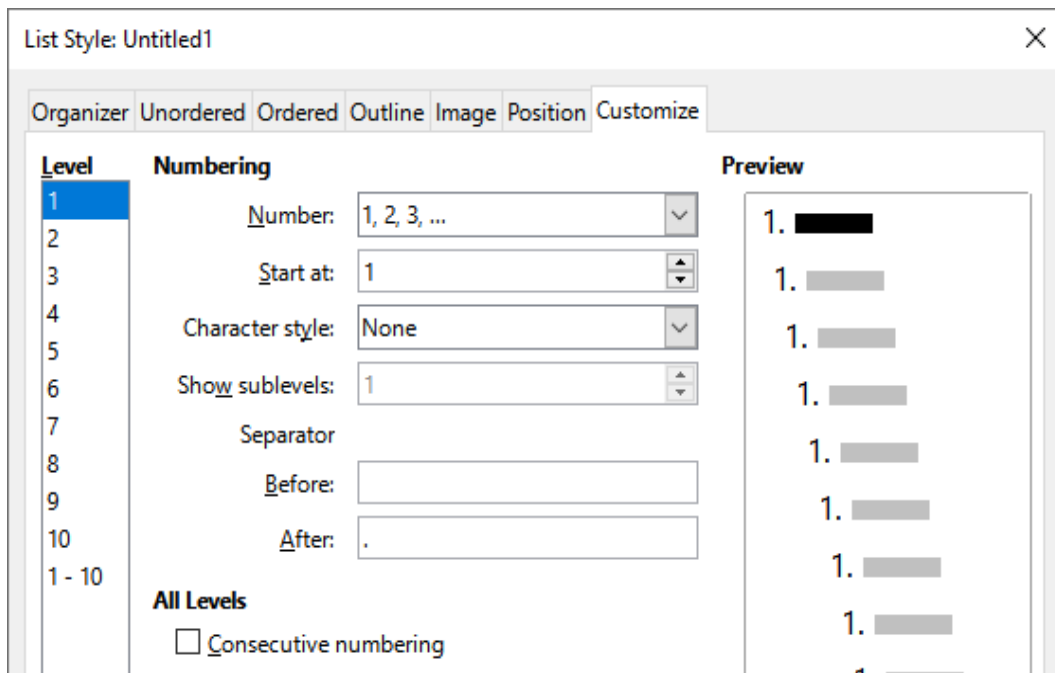 List Style: Untitled1
Organizer Unordered Ordered Outline Image Position Customize
Level
1
2
3
4
5
6
7
8
9
10
1 - 10
Numbering
Number: 1, 2, 3, ...
Start at: 1
Character style: None
Show sublevels: 1
Separator
Before:
After: .
All Levels
Consecutive numbering
Preview
1.
1.
1.
1.
1.
1.
1.
1.